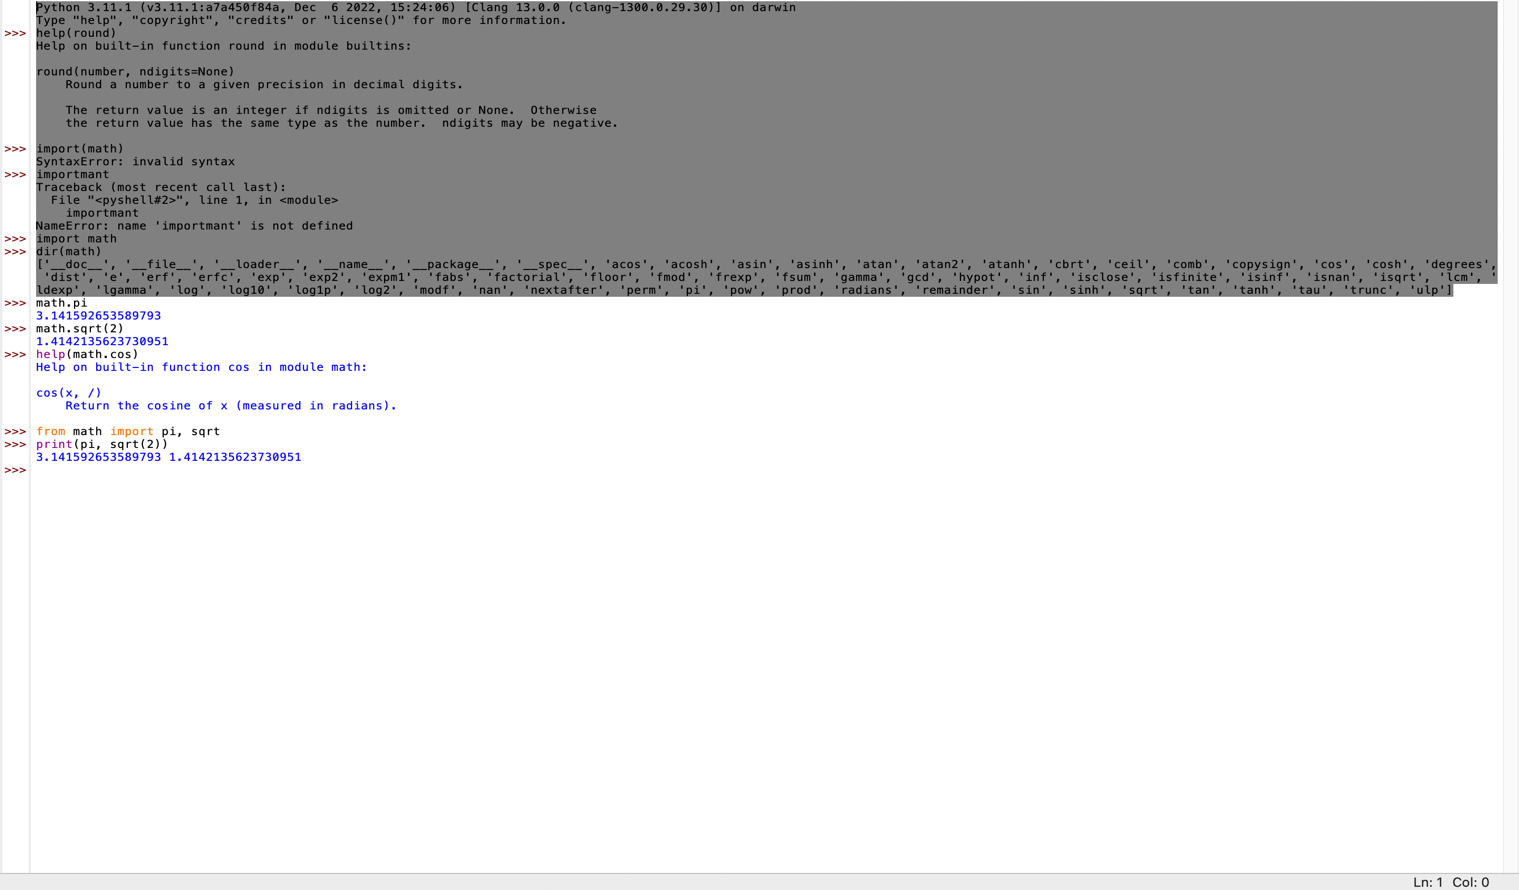 Python 3.11.1 (v3.11.1:a7a450f84a, Dec  6 2022, 15:24:06) [Clang 13.0.0 (clang-1300.0.29.30)] on darwin
Type "help", "copyright", "credits" or "license()" for more information.
>>> help(round)
Help on built-in function round in module builtins:

round(number, ndigits=None)
    Round a number to a given precision in decimal digits.

    The return value is an integer if ndigits is omitted or None.  Otherwise
    the return value has the same type as the number.  ndigits may be negative.

>>> import(math)
SyntaxError: invalid syntax
>>> importmant
Traceback (most recent call last):
  File "<pyshell#2>", line 1, in <module>
    importmant
NameError: name 'importmant' is not defined
>>> import math
>>> dir(math)
['__doc__', '__file__', '__loader__', '__name__', '__package__', '__spec__', 'acos', 'acosh', 'asin', 'asinh', 'atan', 'atan2', 'atanh', 'cbrt', 'ceil', 'comb', 'copysign', 'cos', 'cosh', 'degrees',
 'dist', 'e', 'erf', 'erfc', 'exp', 'exp2', 'expm1', 'fabs', 'factorial', 'floor', 'fmod', 'frexp', 'fsum', 'gamma', 'gcd', 'hypot', 'inf', 'isclose', 'isfinite', 'isinf', 'isnan', 'isqrt', 'lcm', '
ldexp', 'lgamma', 'log', 'log10', 'log1p', 'log2', 'modf', 'nan', 'nextafter', 'perm', 'pi', 'pow', 'prod', 'radians', 'remainder', 'sin', 'sinh', 'sqrt', 'tan', 'tanh', 'tau', 'trunc', 'ulp']
>>> math.pi
3.141592653589793
>>> math.sqrt(2)
1.4142135623730951
>>> help(math.cos)
Help on built-in function cos in module math:

cos(x, /)
    Return the cosine of x (measured in radians).

>>> from math import pi, sqrt
>>> print(pi, sqrt(2))
3.141592653589793 1.4142135623730951
>>>
Ln: 1  Col: 0